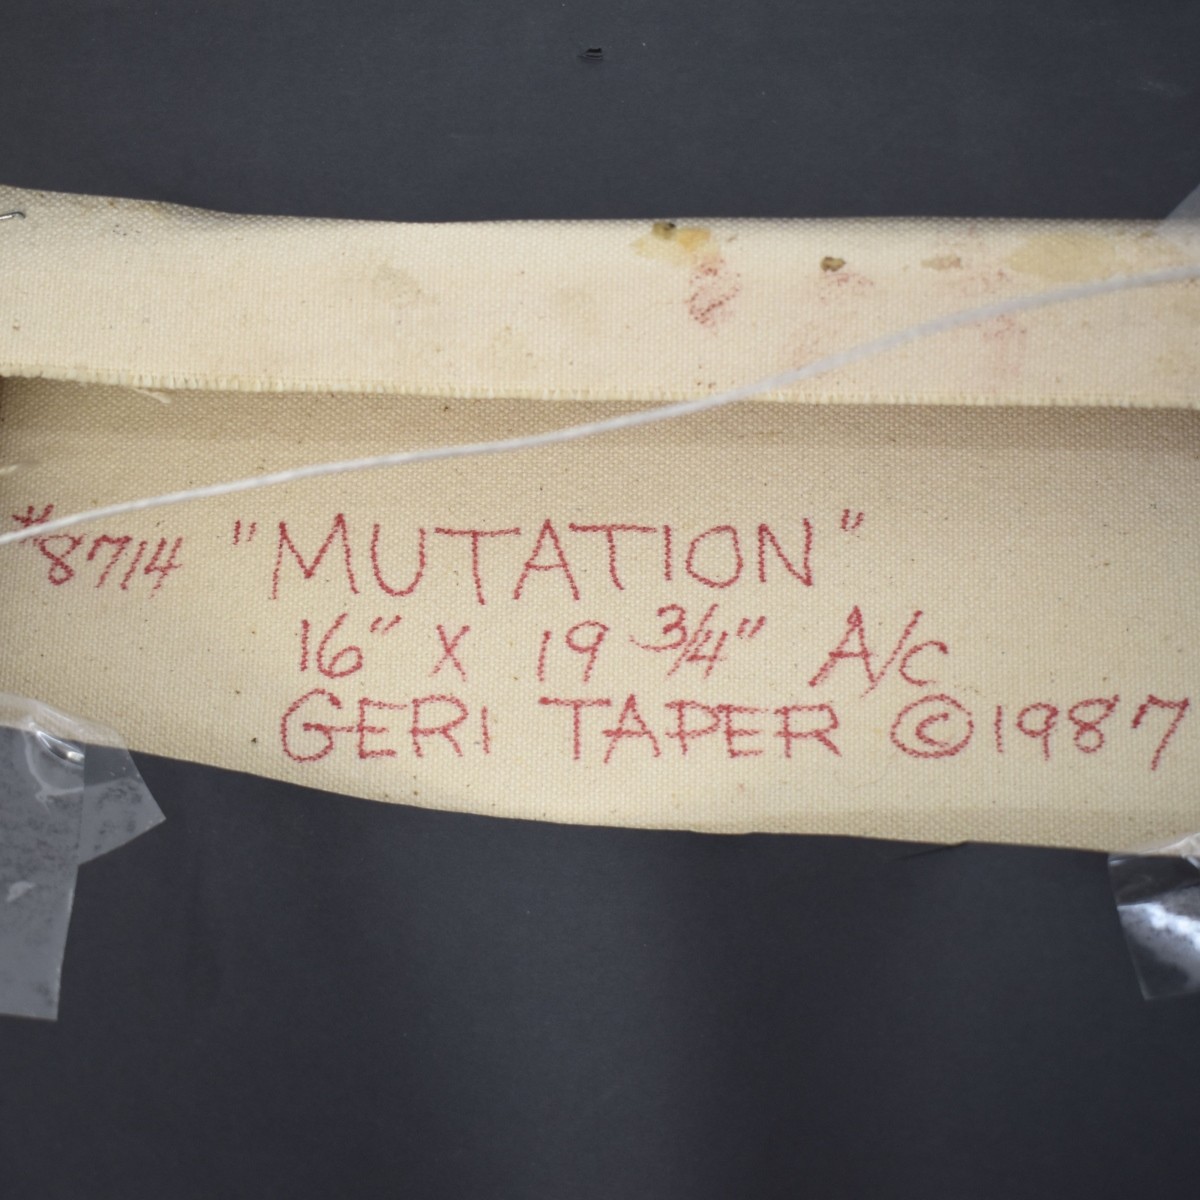 #8714 "MUTATION"
16" X 19 3/4" A/C
GERI TAPER © 1987